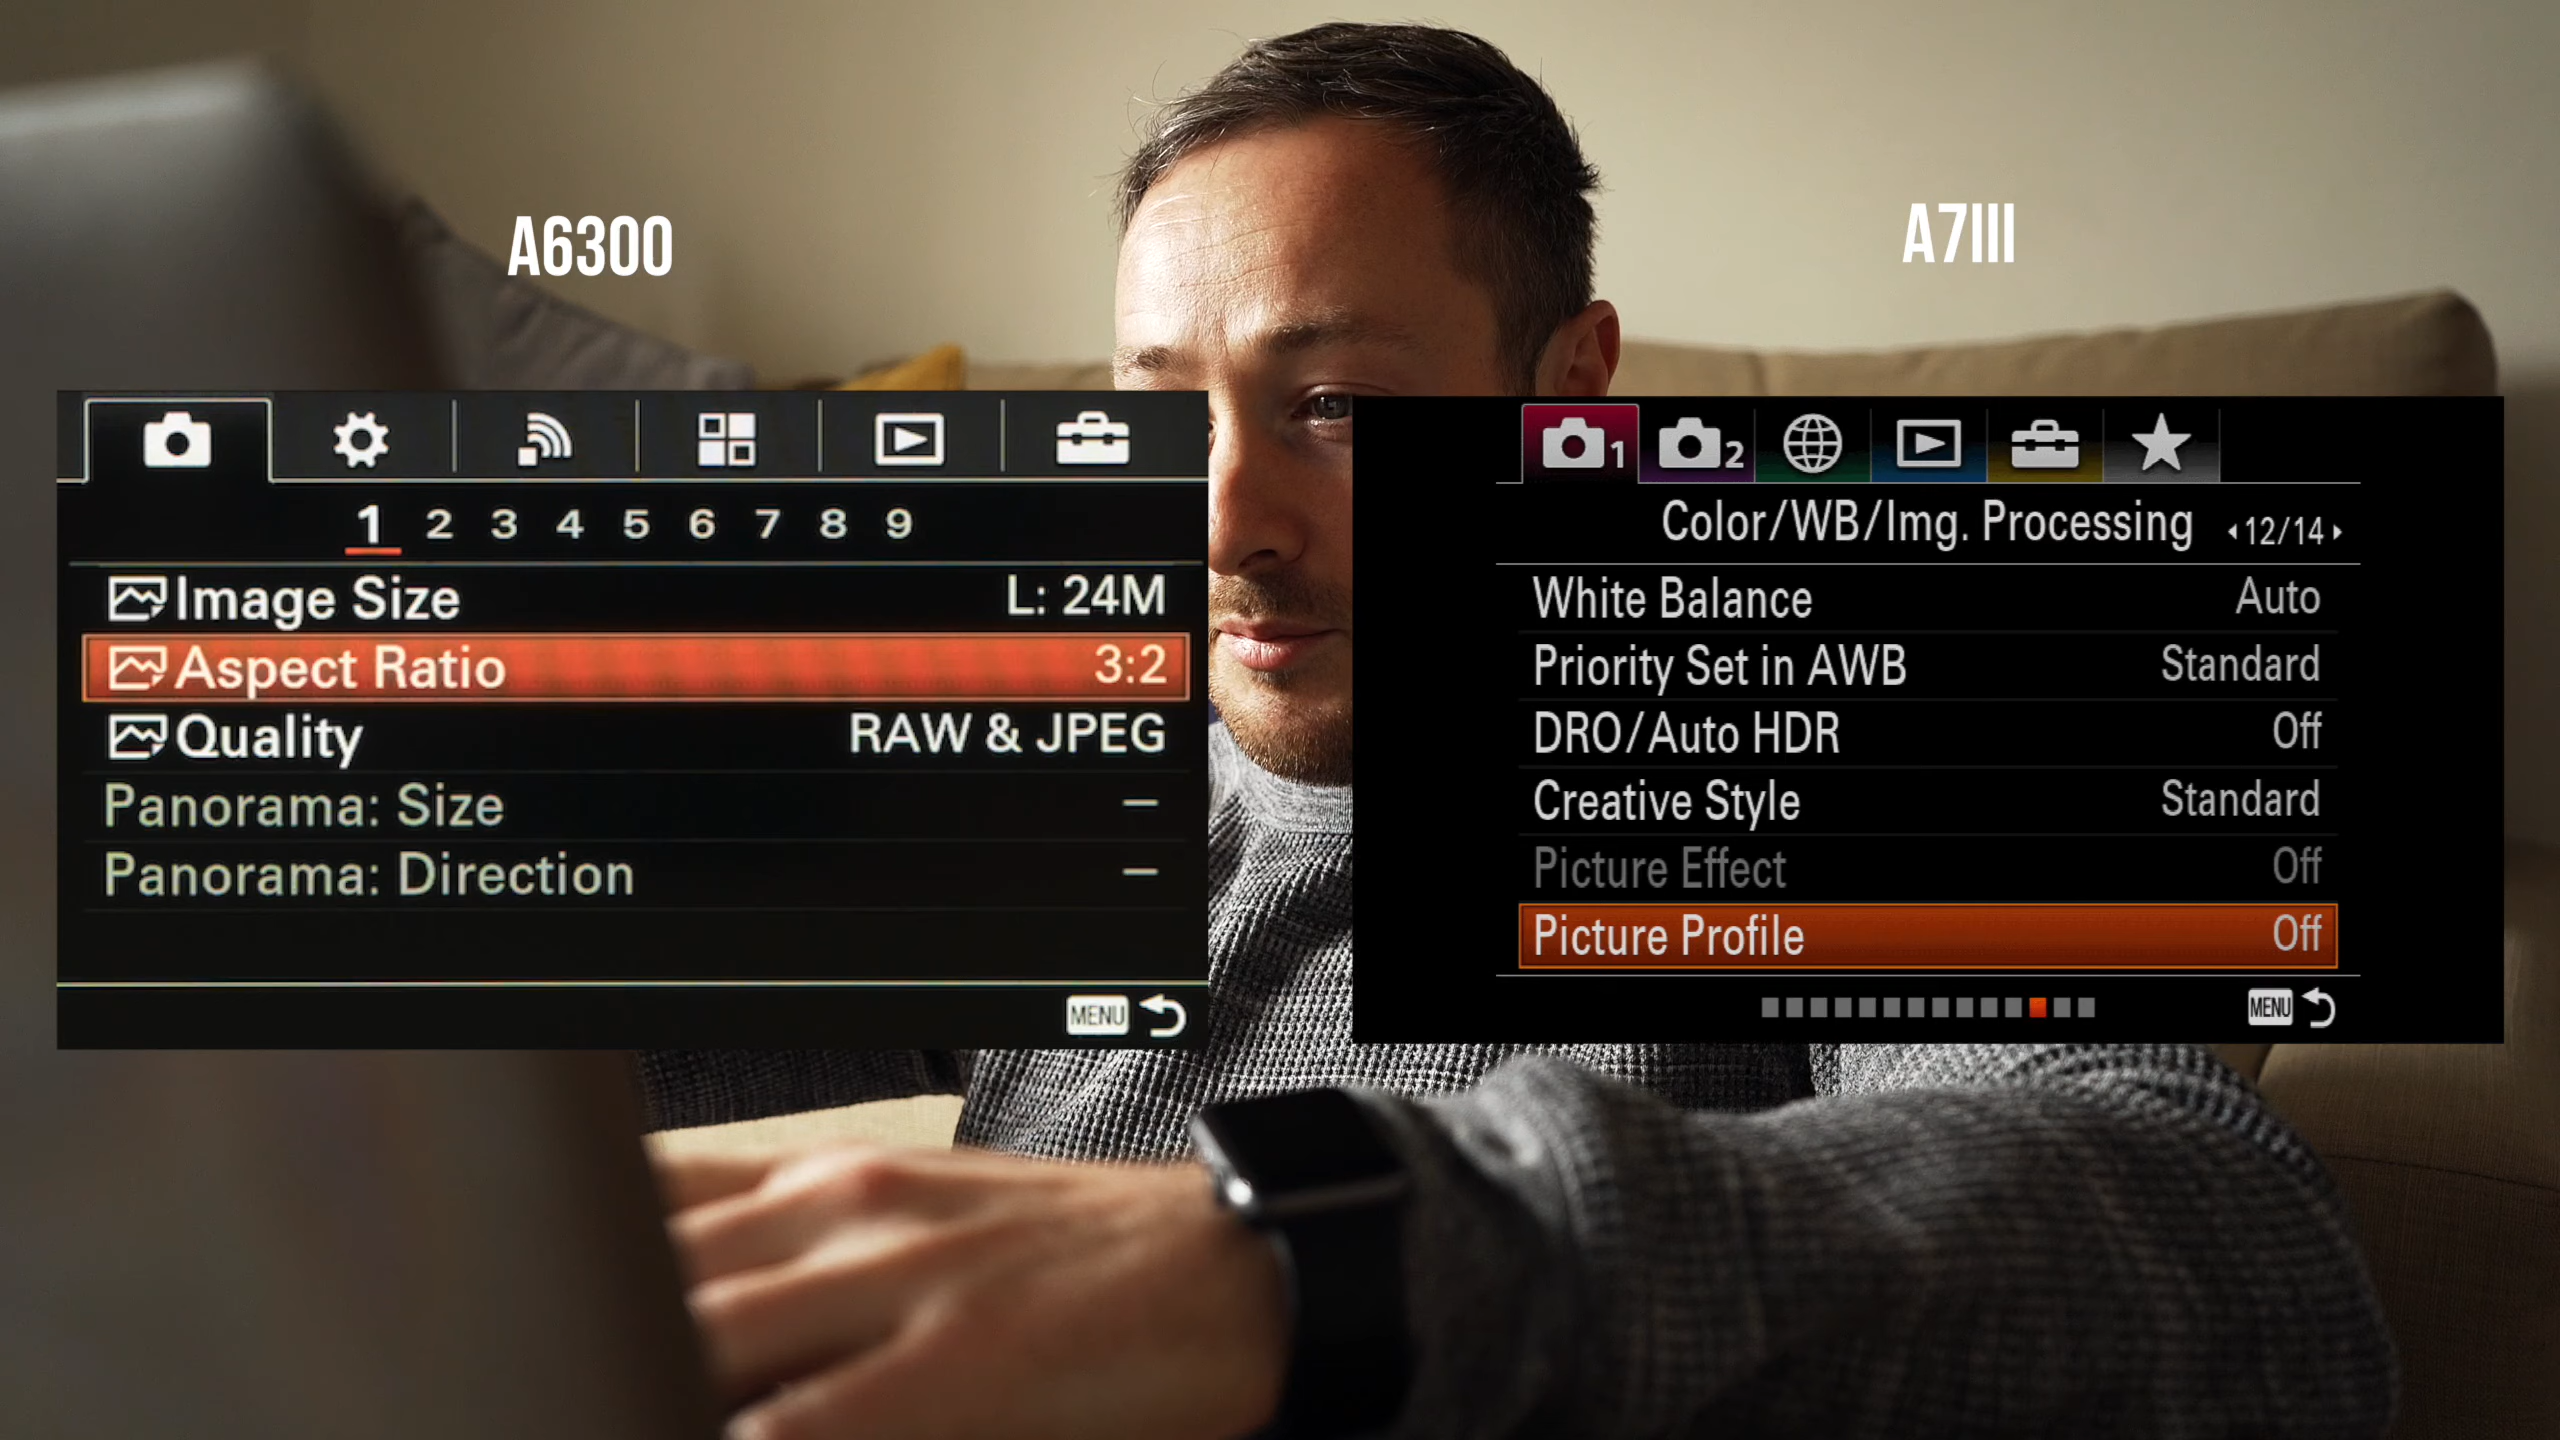 A6300
1 2 3 4 5 6 7 8 9
Image Size L: 24M
Aspect Ratio 3:2
Quality RAW & JPEG
Panorama: Size –
Panorama: Direction –
MENU
A7III
1 2
Color/WB/Img. Processing 12/14
White Balance Auto
Priority Set in AWB Standard
DRO/Auto HDR Off
Creative Style Standard
Picture Effect Off
Picture Profile Off
MENU